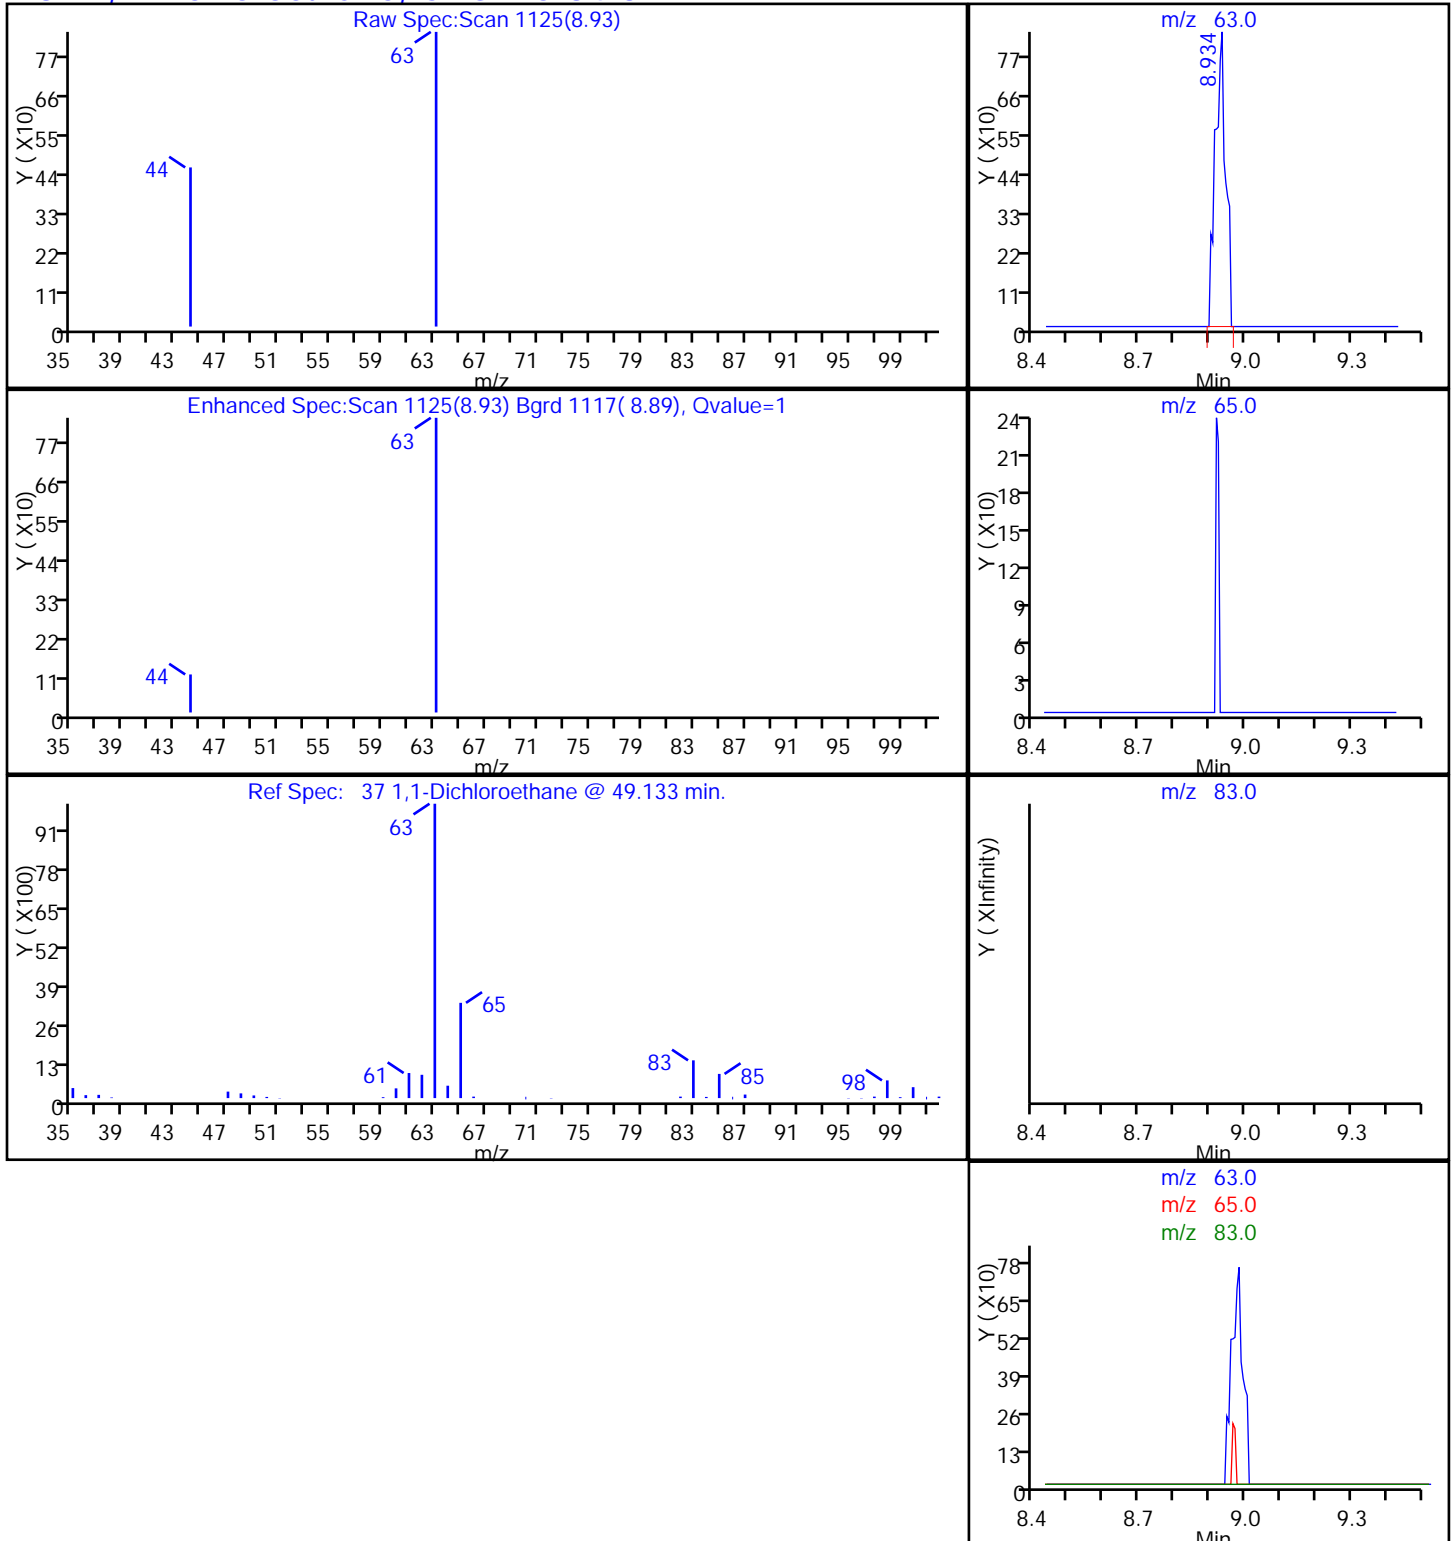 Raw Spec:Scan 1125(8.93)
63
44
Y ( X10)
77
66
55
44
33
22
11
0
35 39 43 47 51 55 59 63 67 71 75 79 83 87 91 95 99
m/z
m/z 63.0
8.934
Y ( X10)
77
66
55
44
33
22
11
0
8.4 8.7 9.0 9.3
Min
Enhanced Spec:Scan 1125(8.93) Bgrd 1117( 8.89), Qvalue=1
63
44
Y ( X10)
77
66
55
44
33
22
11
0
35 39 43 47 51 55 59 63 67 71 75 79 83 87 91 95 99
m/z
m/z 65.0
Y ( X10)
24
21
18
15
12
9
6
3
0
8.4 8.7 9.0 9.3
Min
Ref Spec: 37 1,1-Dichloroethane @ 49.133 min.
63
65
61
83
85
98
Y ( X100)
91
78
65
52
39
26
13
0
35 39 43 47 51 55 59 63 67 71 75 79 83 87 91 95 99
m/z
m/z 83.0
Y ( XInfinity)
8.4 8.7 9.0 9.3
Min
m/z 63.0
m/z 65.0
m/z 83.0
Y ( X10)
78
65
52
39
26
13
0
8.4 8.7 9.0 9.3
Min